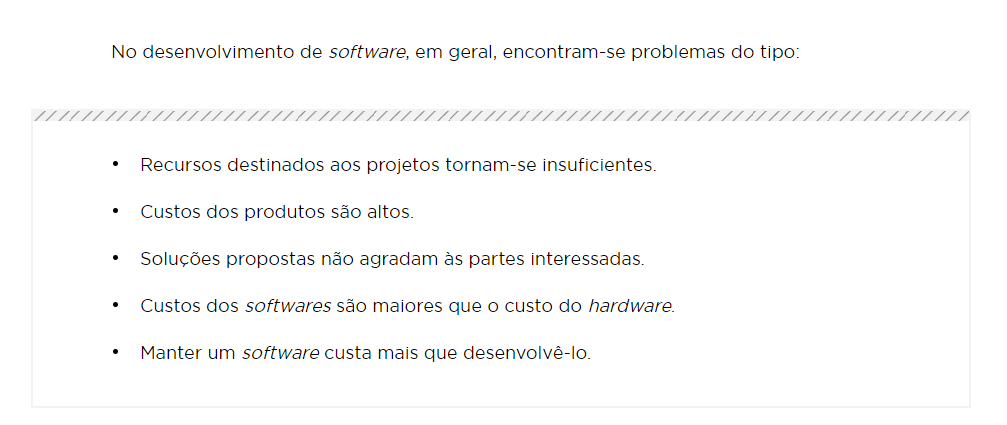 No desenvolvimento de software, em geral, encontram-se problemas do tipo:
• Recursos destinados aos projetos tornam-se insuficientes.
• Custos dos produtos são altos.
• Soluções propostas não agradam às partes interessadas.
• Custos dos softwares são maiores que o custo do hardware.
• Manter um software custa mais que desenvolvê-lo.